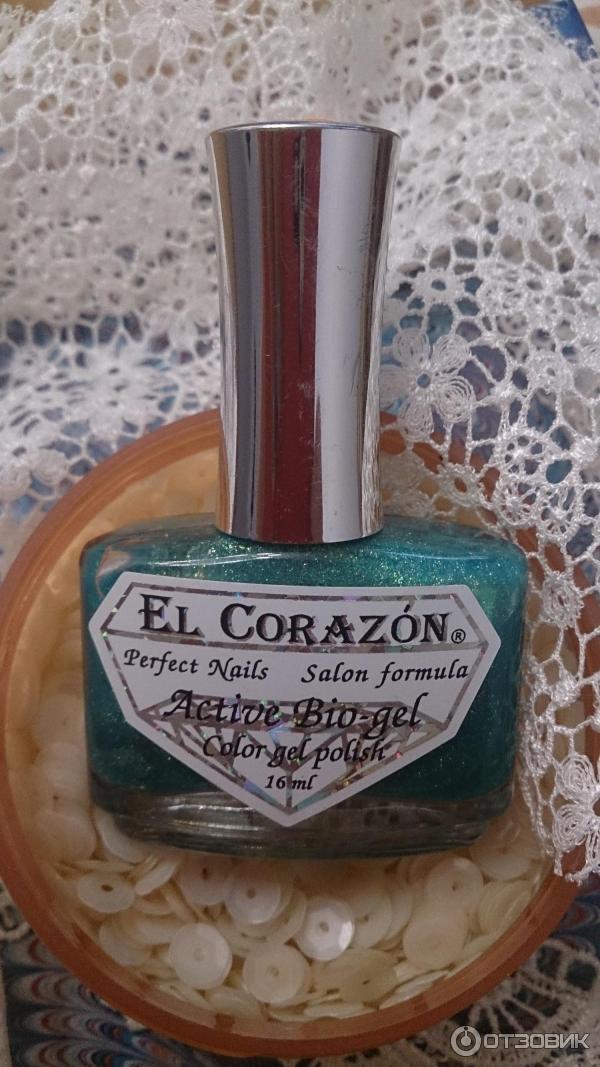 EL CORAZÓN®
Perfect Nails Salon formula
Active Bio-gel
Color gel polish
16 ml
ОТЗОВИК